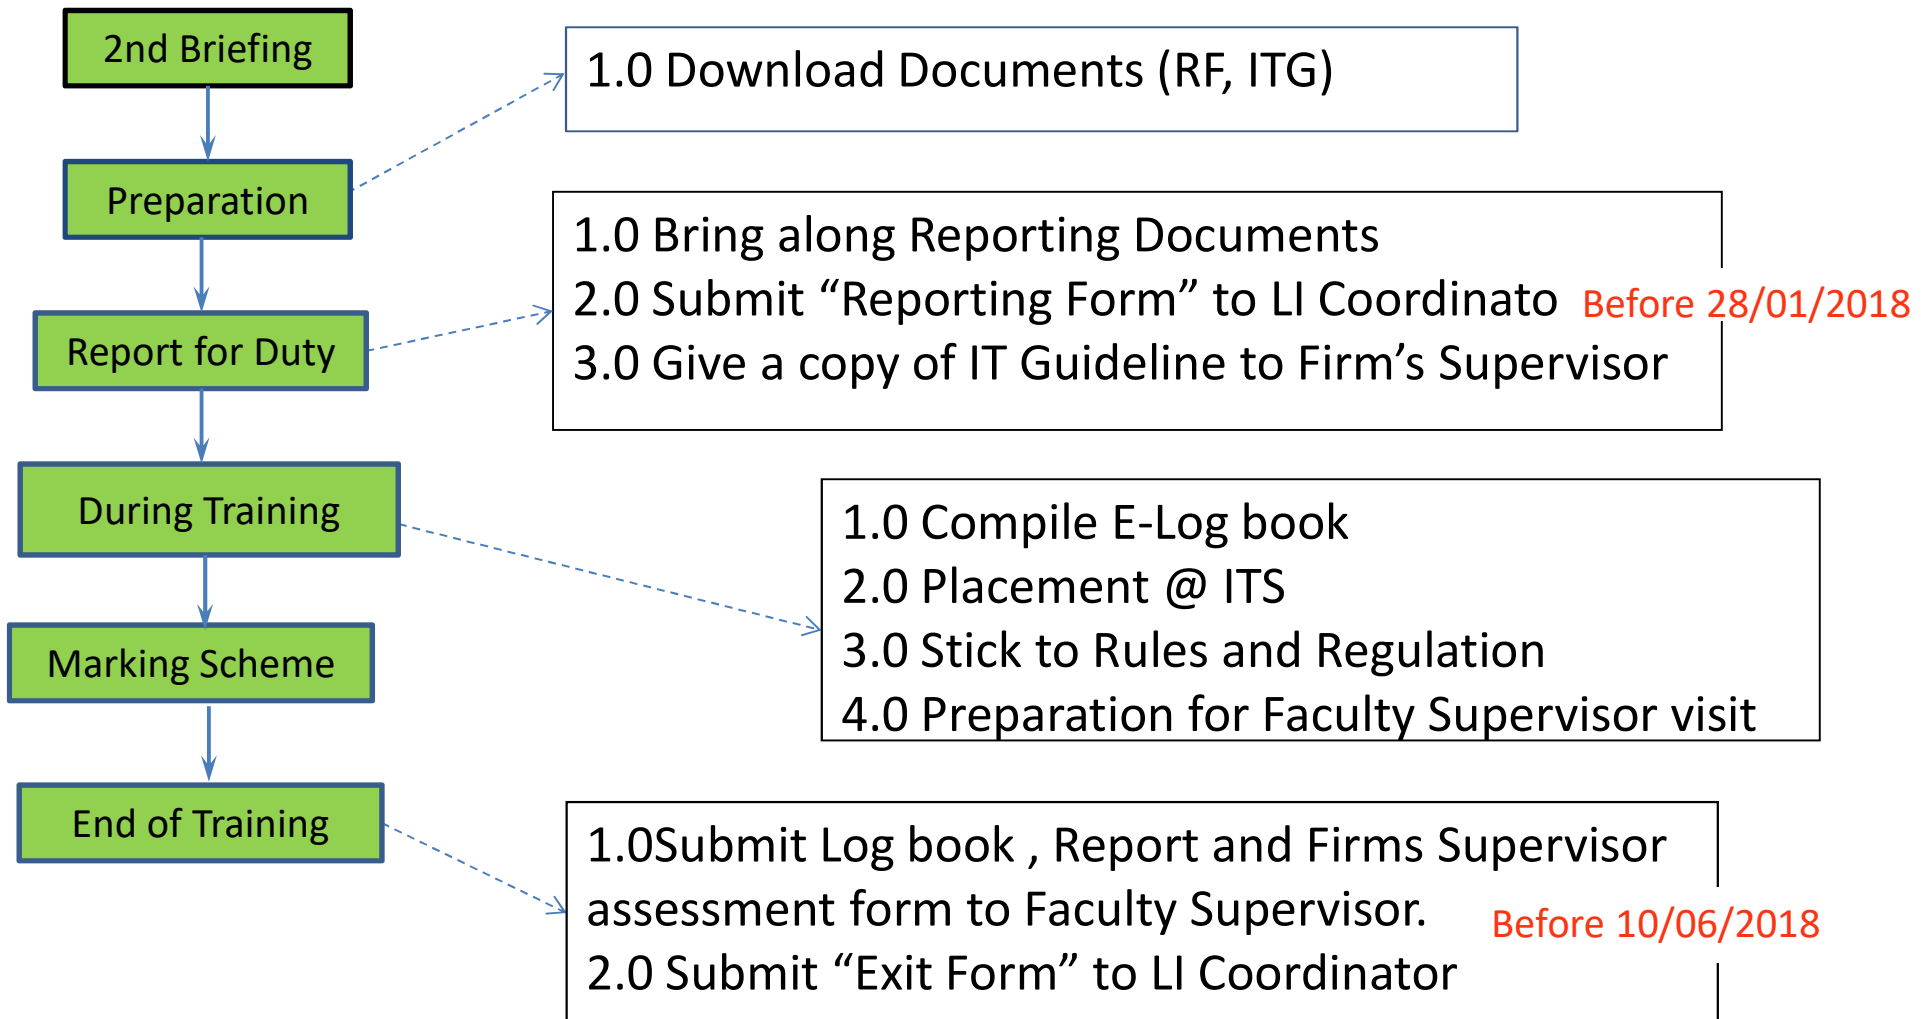 2nd Briefing
1.0 Download Documents (RF, ITG)
Preparation
1.0 Bring along Reporting Documents
2.0 Submit “Reporting Form” to LI Coordinato
Before 28/01/2018
3.0 Give a copy of IT Guideline to Firm’s Supervisor
Report for Duty
During Training
1.0 Compile E-Log book
2.0 Placement @ ITS
3.0 Stick to Rules and Regulation
4.0 Preparation for Faculty Supervisor visit
Marking Scheme
End of Training
1.0Submit Log book , Report and Firms Supervisor
assessment form to Faculty Supervisor.
Before 10/06/2018
2.0 Submit “Exit Form” to LI Coordinator